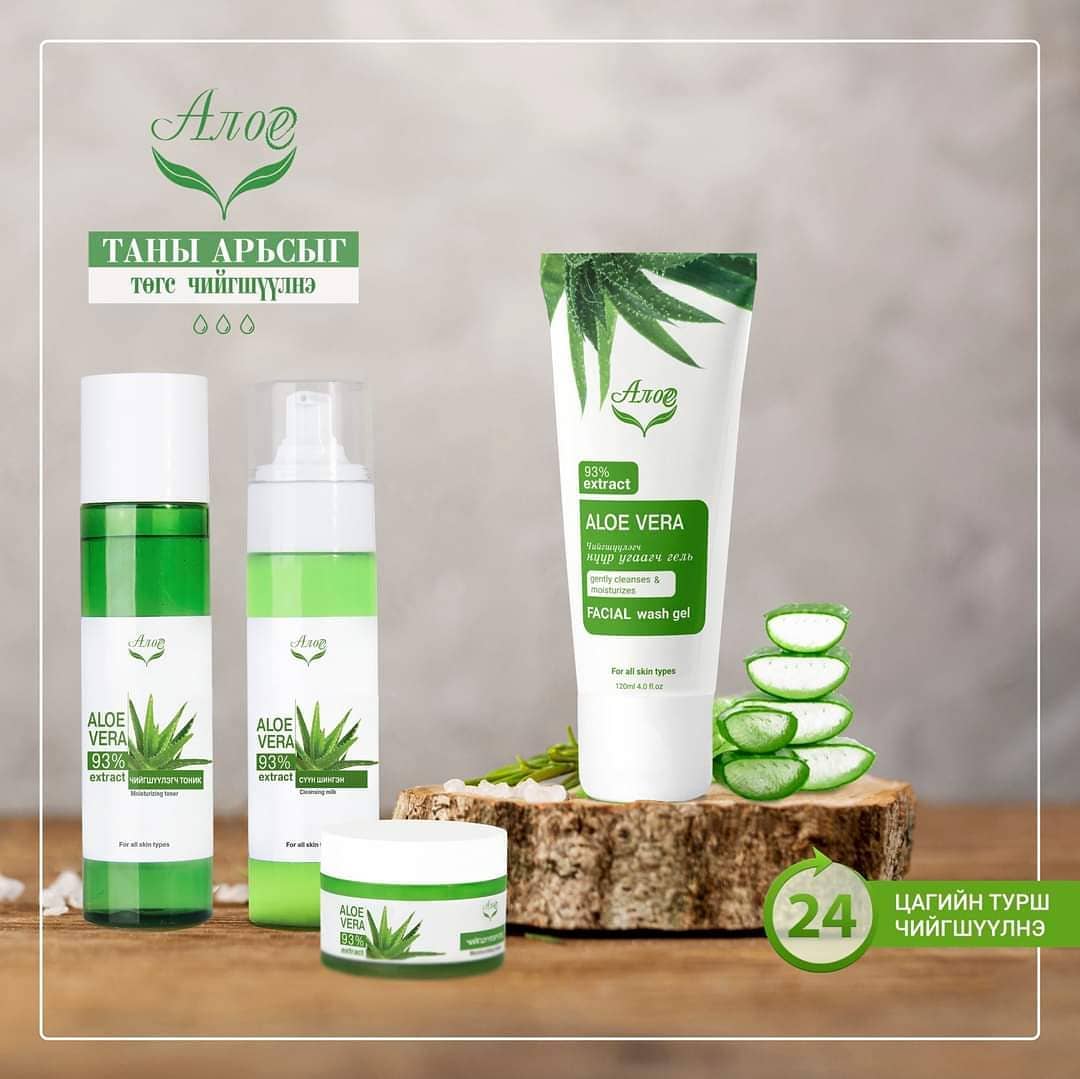 Алоэ
ТАНЫ АРЬСЫГ
төгс чийгшүүлнэ
Алоэ
93%
extract
ALOE VERA
Чийгшүүлэгч
нүүр угаагч гель
gently cleanses &
moisturizes
FACIAL wash gel
For all skin types
120ml 4.0 fl.oz
Алоэ
ALOE
VERA
93%
extract
ЧИЙГШҮҮЛЭГЧ ТОНИК
Moisturizing toner
For all skin types
Алоэ
ALOE
VERA
93%
extract
СҮҮН ШИНГЭН
Cleansing milk
For all skin
ALOE
VERA
93%
extract
24
ЦАГИЙН ТУРШ
ЧИЙГШҮҮЛНЭ